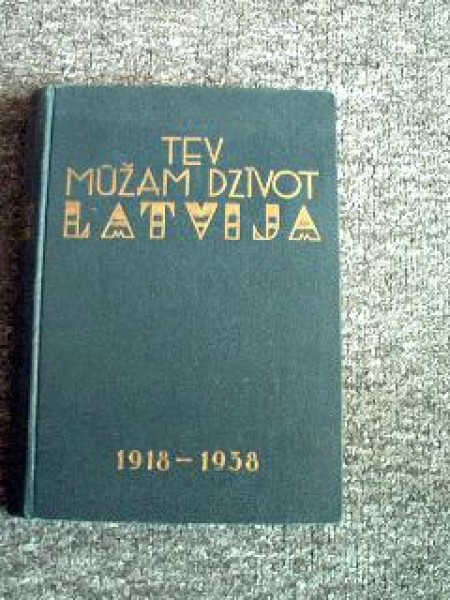 TEV
MŪŽAM DZĪVOT
LATVIJA
1918-1938